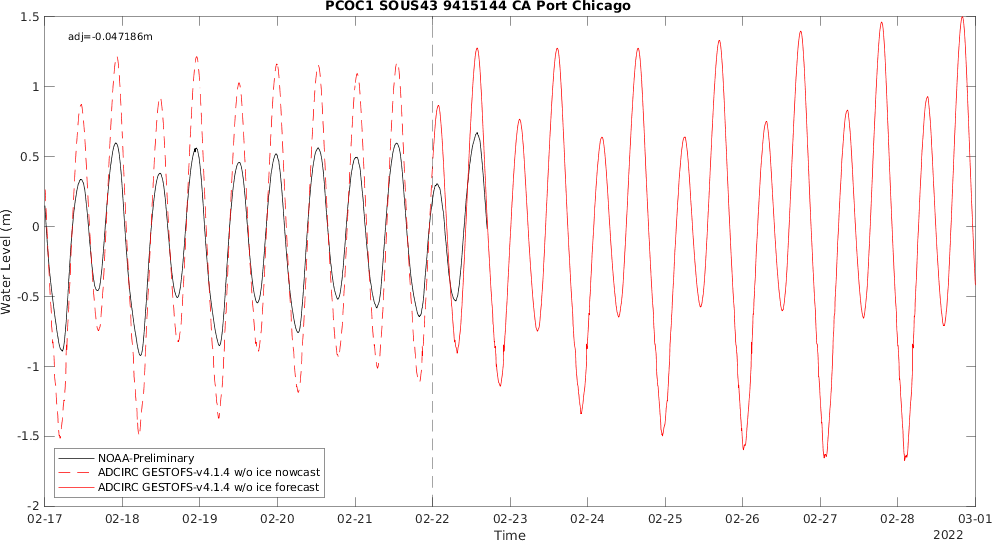 PCOC1 SOUS43 9415144 CA Port Chicago
adj=-0.047186m
1.5
1
0.5
0
-0.5
-1
-1.5
-2
Water Level (m)
NOAA-Preliminary
ADCIRC GESTOFS-v4.1.4 w/o ice nowcast
ADCIRC GESTOFS-v4.1.4 w/o ice forecast
02-17 02-18 02-19 02-20 02-21 02-22 02-23 02-24 02-25 02-26 02-27 02-28 03-01
Time
2022